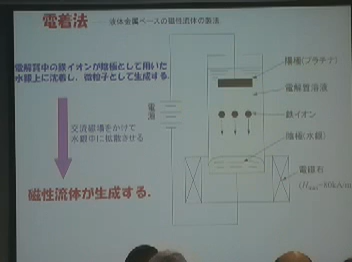 電着法 － 液体金属ベースの磁性流体の製法
電解質中の鉄イオンが陰極として用いた
水銀上に沈着し、微粒子として生成する.
交流磁場をかけて
水銀中に拡散させる
磁性流体が生成する.
電源
陽極(プラチナ)
電解質溶液
鉄イオン
陰極(水銀)
電磁石